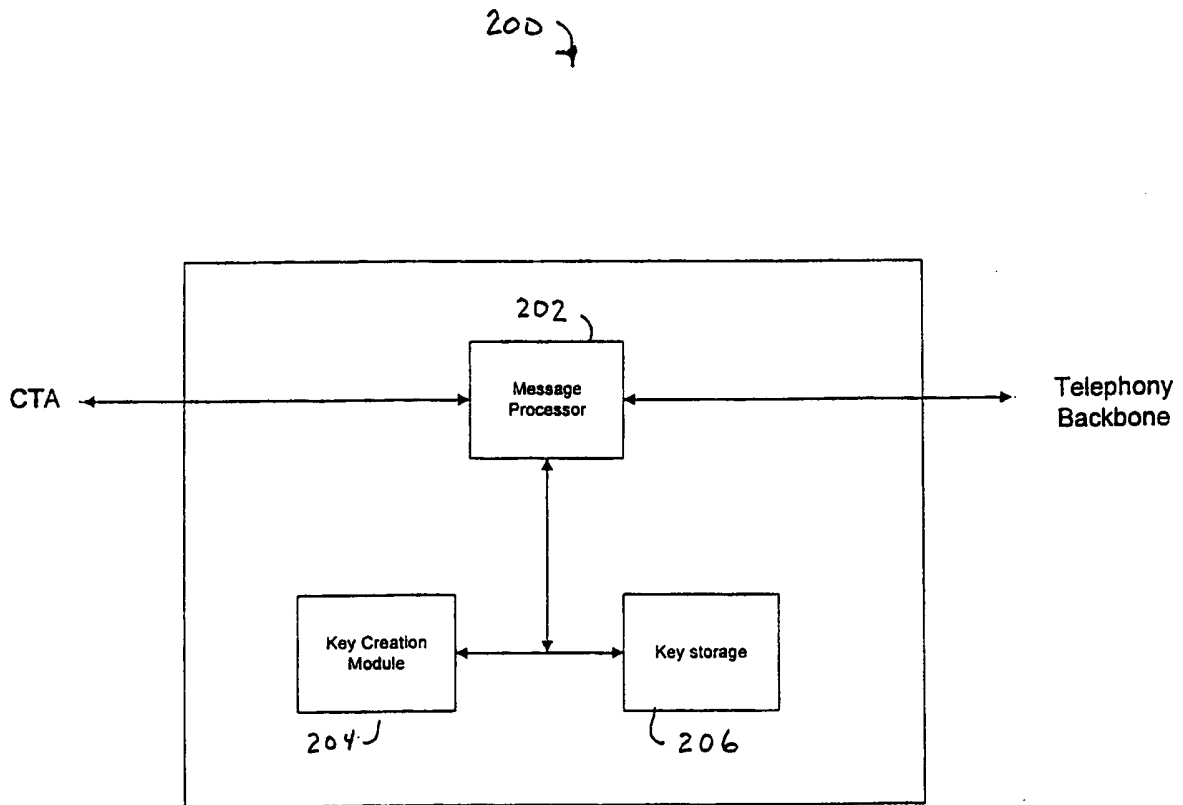 200
202
Message
Processor
CTA
Telephony
Backbone
Key Creation
Module
Key storage
204
206